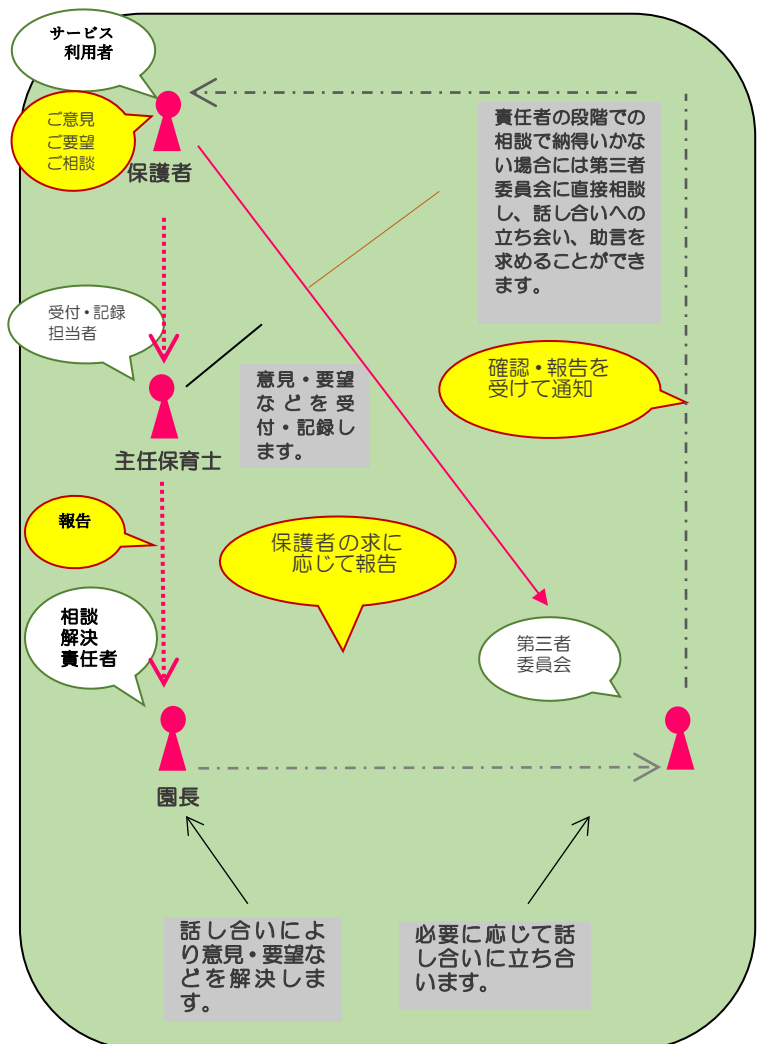 サービス
利用者
ご意見
ご要望
ご相談
保護者
責任者の段階での
相談で納得いかな
い場合には第三者
委員会に直接相談
し、話し合いへの
立ち会い、助言を
求めることができ
ます。
受付・記録
担当者
確認・報告を
受けて通知
意見・要望
などを受
付・記録し
ます。
主任保育士
報告
保護者の求に
応じて報告
相談
解決
責任者
第三者
委員会
園長
話し合いによ
り意見・要望な
どを解決しま
す。
必要に応じて話
し合いに立ち合
います。